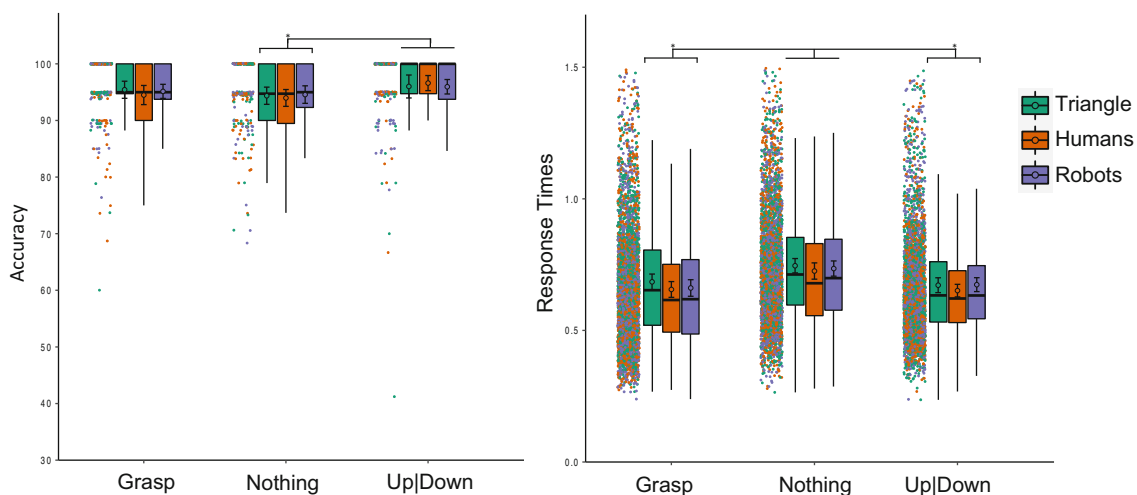 *
Accuracy
100
90
80
70
60
50
40
30
Grasp Nothing Up|Down
* *
Response Times
1.5
1.0
0.5
0.0
Grasp Nothing Up|Down
Triangle
Humans
Robots